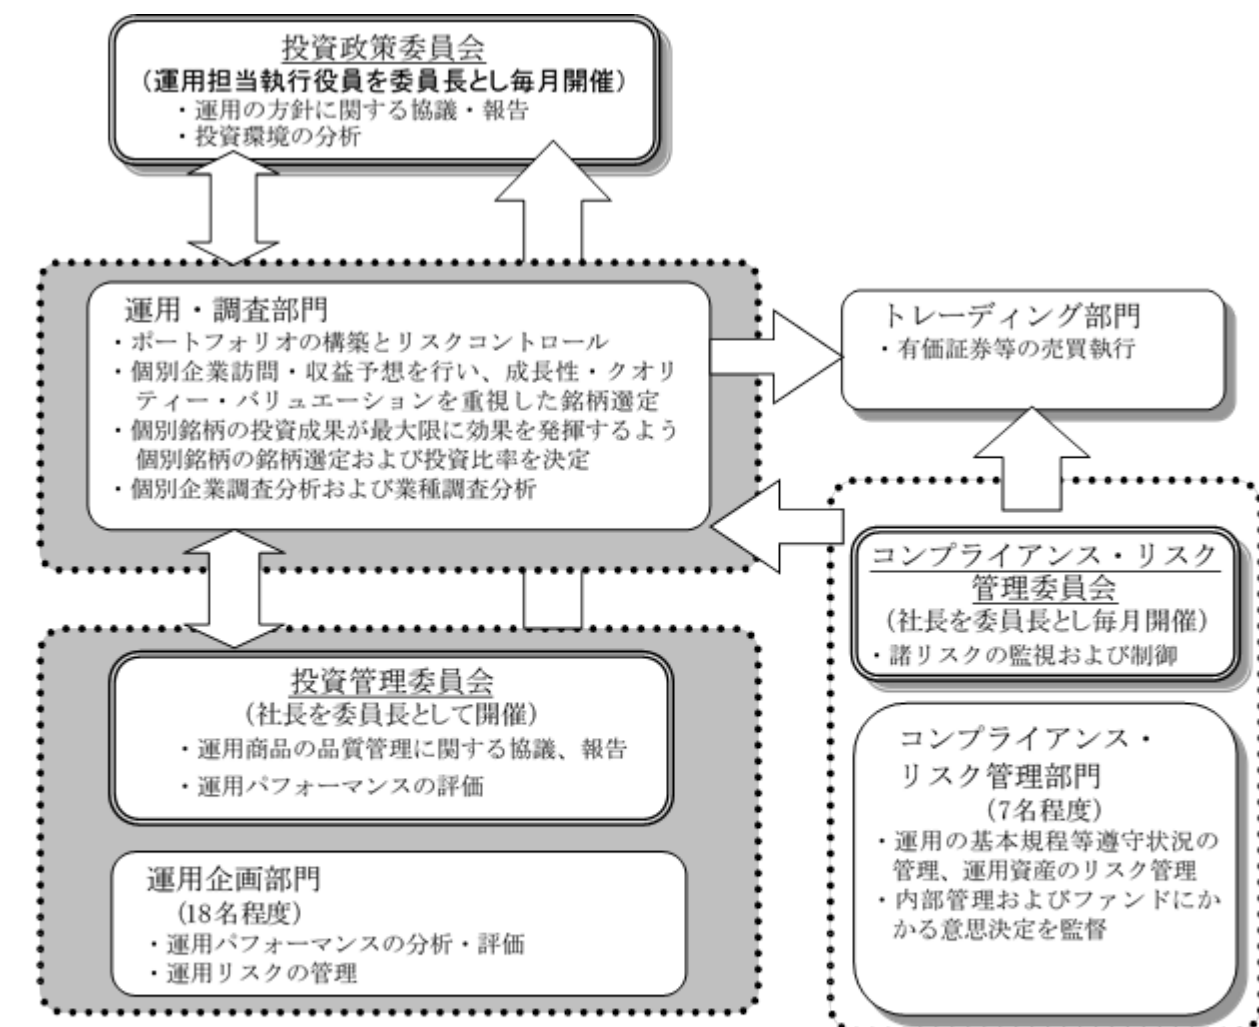 投資政策委員会
（運用担当執行役員を委員長とし毎月開催）
・運用の方針に関する協議・報告
・投資環境の分析
運用・調査部門
・ポートフォリオの構築とリスクコントロール
・個別企業訪問・収益予想を行い、成長性・クオリ
ティー・バリュエーションを重視した銘柄選定
・個別銘柄の投資成果が最大限に効果を発揮するよう
個別銘柄の銘柄選定および投資比率を決定
・個別企業調査分析および業種調査分析
トレーディング部門
・有価証券等の売買執行
コンプライアンス・リスク
管理委員会
（社長を委員長とし毎月開催）
・諸リスクの監視および制御
投資管理委員会
（社長を委員長として開催）
・運用商品の品質管理に関する協議、報告
・運用パフォーマンスの評価
運用企画部門
（18名程度）
・運用パフォーマンスの分析・評価
・運用リスクの管理
コンプライアンス・
リスク管理部門
（7名程度）
・運用の基本規程等遵守状況の
管理、運用資産のリスク管理
・内部管理およびファンドにか
かる意思決定を監督